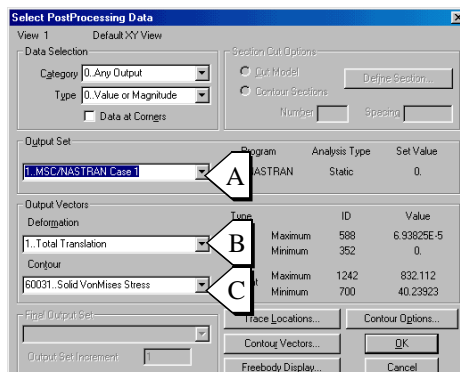 Select PostProcessing Data
View 1 Default XY View
Data Selection
Category 0..Any Output
Type 0..Value or Magnitude
Data at Corners
Section Cut Options
Cut Model
Define Section...
Contour Sections
Number Spacing
Output Set
1..MSC/NASTRAN Case 1
A
Program Analysis Type Set Value
NASTRAN Static 0.
Output Vectors
Deformation
1..Total Translation
B
Contour
60031..Solid VonMises Stress
C
Type ID Value
Maximum 588 6.93825E-5
Minimum 352 0.
Maximum 1242 832.112
Minimum 700 40.23923
Final Output Set
Output Set Increment 1
Trace Locations... Contour Options...
Contour Vectors... OK
Freebody Display... Cancel